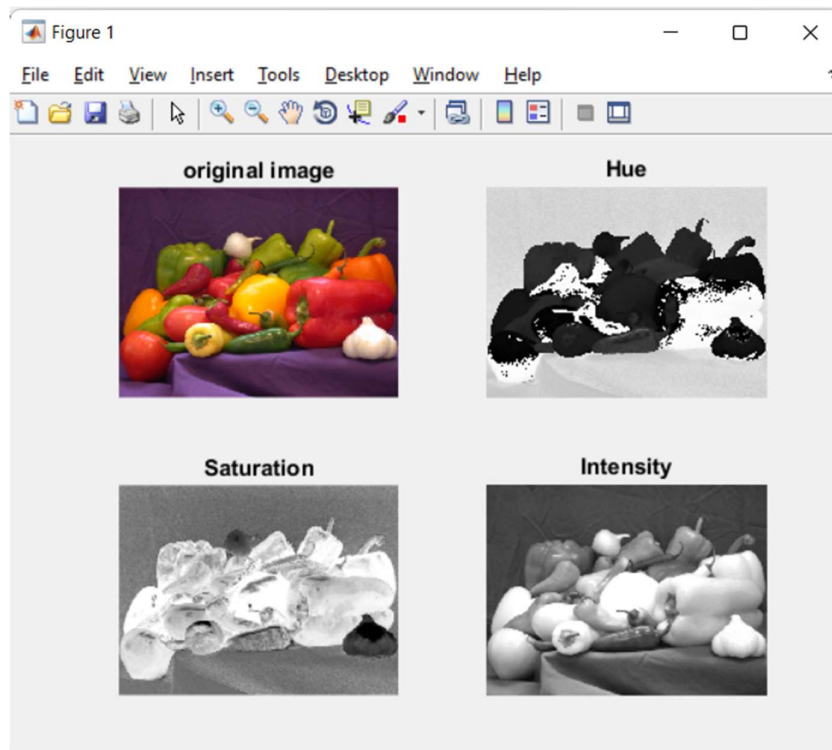 Figure 1
File Edit View Insert Tools Desktop Window Help
original image
Hue
Saturation
Intensity